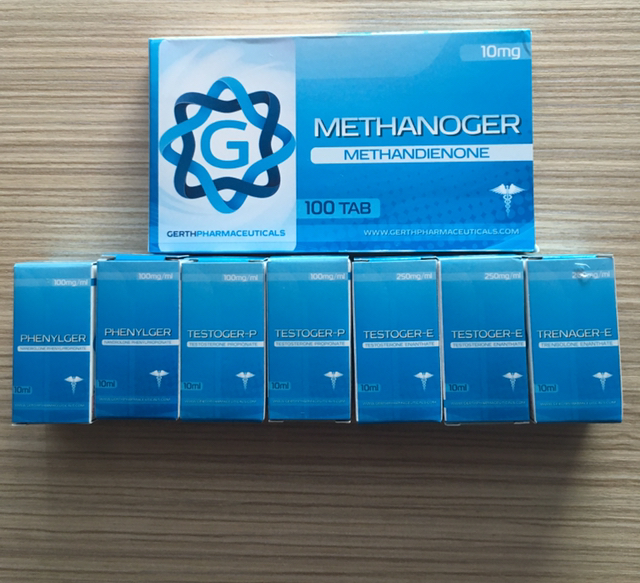 10mg
G
METHANOGER
METHANDIENONE
100 TAB
GERTHPHARMACEUTICALS
WWW.GERTHPHARMACEUTICALS.COM
100mg/ml
PHENYLGER
10ml
100mg/ml
PHENYLGER
10ml
100mg/ml
TESTOGER-P
TESTOSTERONE PROPIONATE
10ml
100mg/ml
TESTOGER-P
TESTOSTERONE PROPIONATE
10ml
250mg/ml
TESTOGER-E
TESTOSTERONE ENANTHATE
10ml
250mg/ml
TESTOGER-E
TESTOSTERONE ENANTHATE
10ml
TRENAGER-E
TRENBOLONE ENANTHATE
10ml